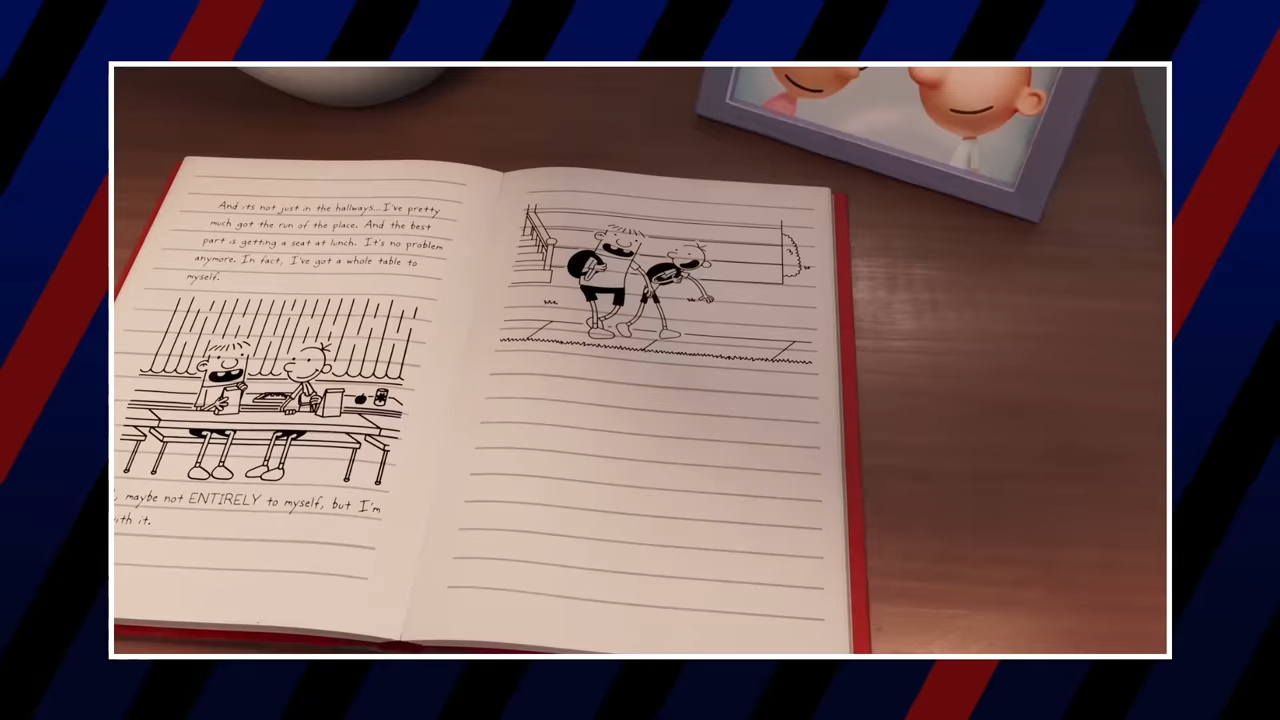 And its not just in the hallways... I've pretty
much got the run of the place. And the best
part is getting a seat at lunch. It's no problem
anymore. In fact, I've got a whole table to
myself.
maybe not ENTIRELY to myself, but I'm
with it.